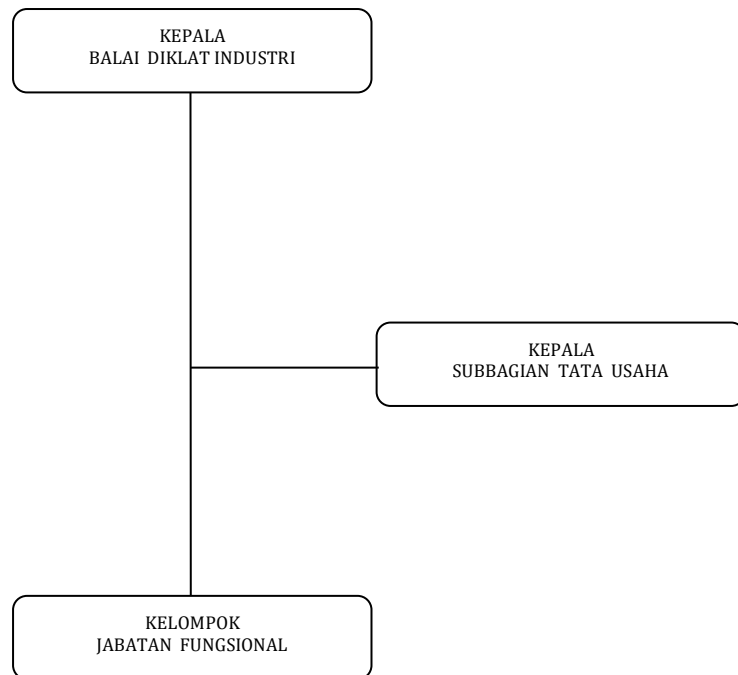 KEPALA
BALAI DIKLAT INDUSTRI
KEPALA
SUBBAGIAN TATA USAHA
KELOMPOK
JABATAN FUNGSIONAL